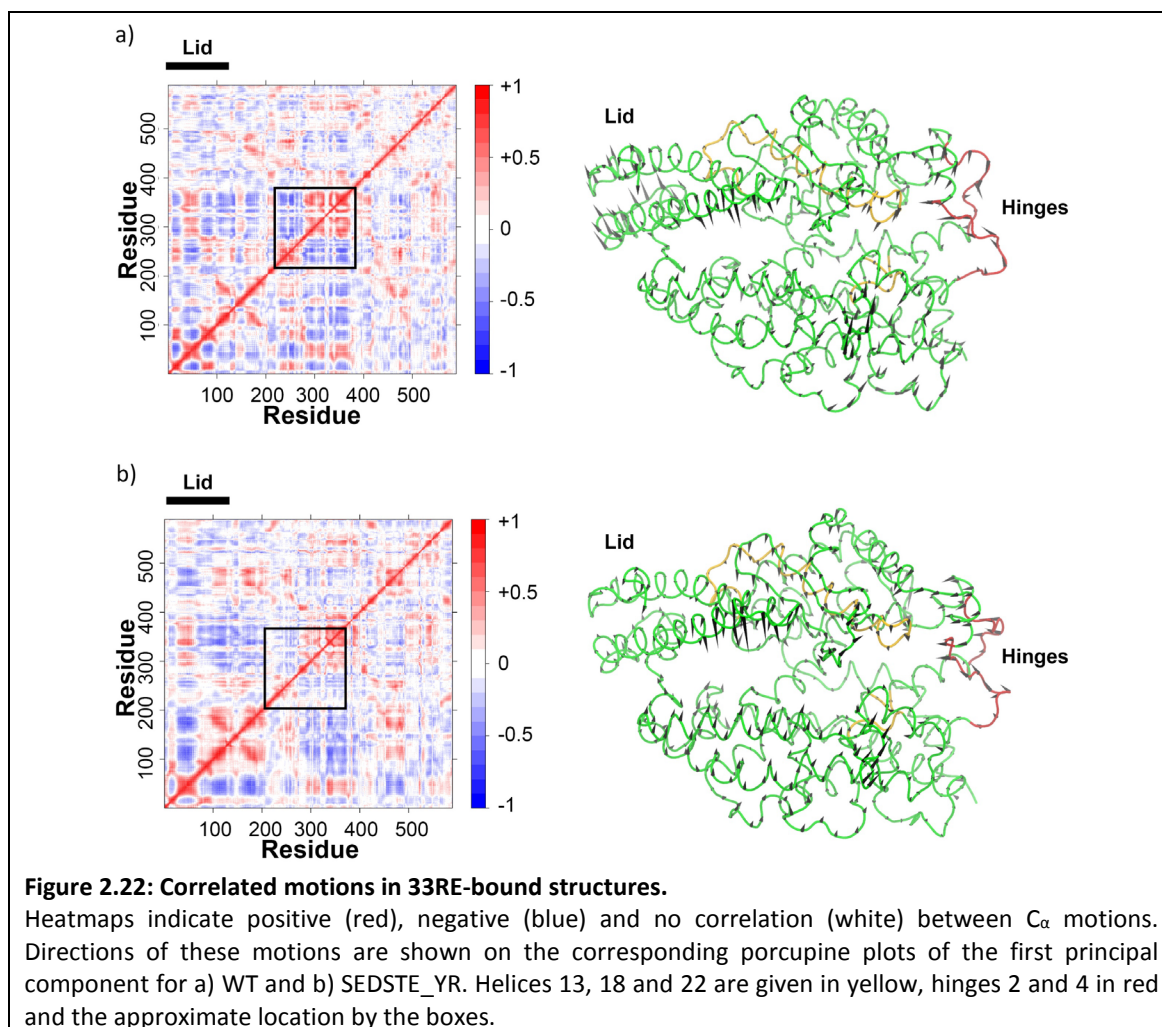 a)
Lid
Residue
500
400
300
200
100
100 200 300 400 500
Residue
+1
+0.5
0
-0.5
-1
Lid
Hinges
b)
Lid
Residue
500
400
300
200
100
100 200 300 400 500
Residue
+1
+0.5
0
-0.5
-1
Lid
Hinges
Figure 2.22: Correlated motions in 33RE-bound structures.
Heatmaps indicate positive (red), negative (blue) and no correlation (white) between Cα motions.
Directions of these motions are shown on the corresponding porcupine plots of the first principal
component for a) WT and b) SEDSTE_YR. Helices 13, 18 and 22 are given in yellow, hinges 2 and 4 in red
and the approximate location by the boxes.